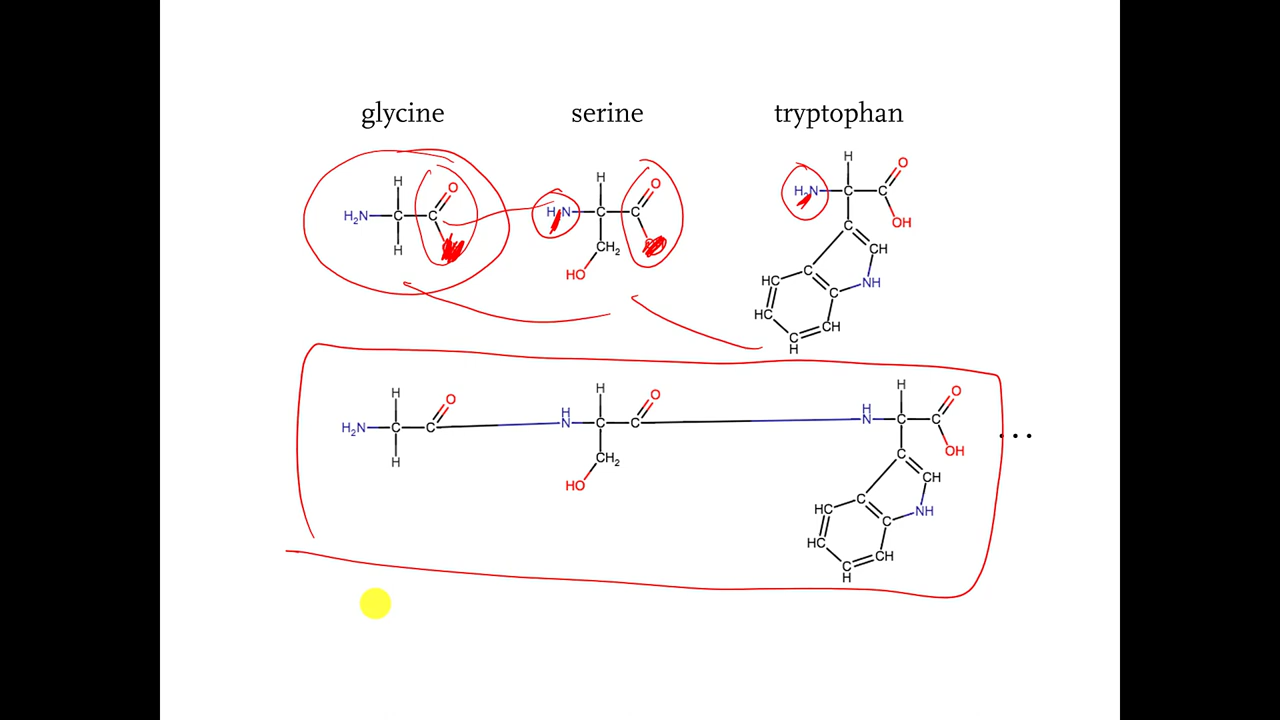 glycine serine tryptophan
H H H O
H O H O H₂N C C
H₂N C C H N C C OH
H CH₂ C CH
HO HC C NH
HC C
C CH
H
H H H O
H O H O H N C C
H₂N C C N C C OH
H CH₂ C CH
HO HC C NH
HC C CH
C
H
...